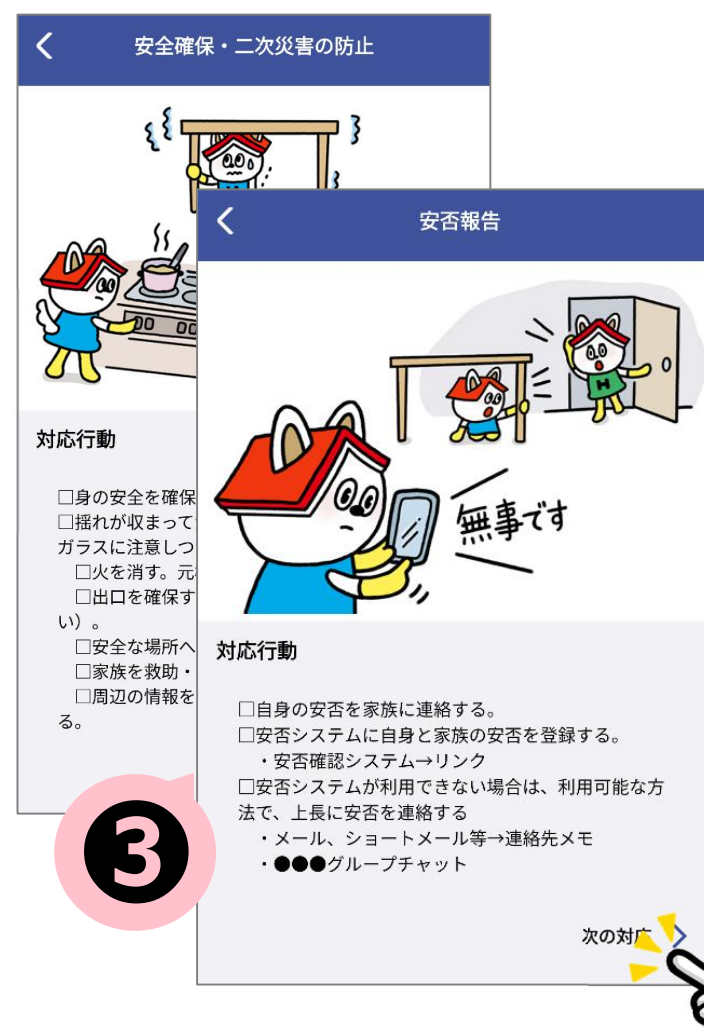 安全確保・二次災害の防止
対応行動
□身の安全を確保
□揺れが収まって
ガラスに注意しつ
□火を消す。元
□出口を確保す
い）。
□安全な場所へ
□家族を救助・
□周辺の情報を
る。
安否報告
H
無事です
対応行動
□自身の安否を家族に連絡する。
□安否システムに自身と家族の安否を登録する。
・安否確認システム→リンク
□安否システムが利用できない場合は、利用可能な方
法で、上長に安否を連絡する
・メール、ショートメール等→連絡先メモ
・●●●グループチャット
次の対応
3